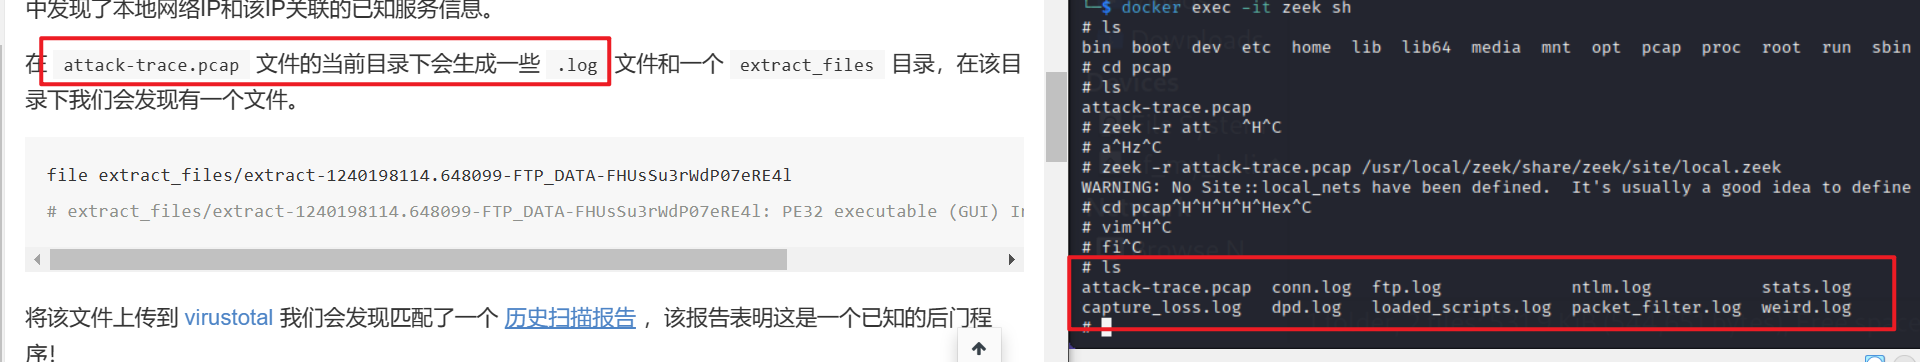 中发现了本地网络IP和该IP关联的已知服务信息。
在 attack-trace.pcap 文件的当前目录下会生成一些 .log 文件和一个 extract_files 目录，在该目
录下我们会发现有一个文件。
file extract_files/extract-1240198114.648099-FTP_DATA-FHUsSu3rWdP07eRE4l
# extract_files/extract-1240198114.648099-FTP_DATA-FHUsSu3rWdP07eRE4l: PE32 executable (GUI) In
将该文件上传到 virustotal 我们会发现匹配了一个 历史扫描报告 ，该报告表明这是一个已知的后门程
序！
└─$ docker exec -it zeek sh
# ls
bin boot dev etc home lib lib64 media mnt opt pcap proc root run sbin
# cd pcap
# ls
attack-trace.pcap
# zeek -r att ^H^C
# a^Hz^C
# zeek -r attack-trace.pcap /usr/local/zeek/share/zeek/site/local.zeek
WARNING: No Site::local_nets have been defined. It's usually a good idea to define
# cd pcap^H^H^H^H^Hex^C
# vim^H^C
# fi^C
# ls
attack-trace.pcap conn.log ftp.log ntlm.log stats.log
capture_loss.log dpd.log loaded_scripts.log packet_filter.log weird.log
#